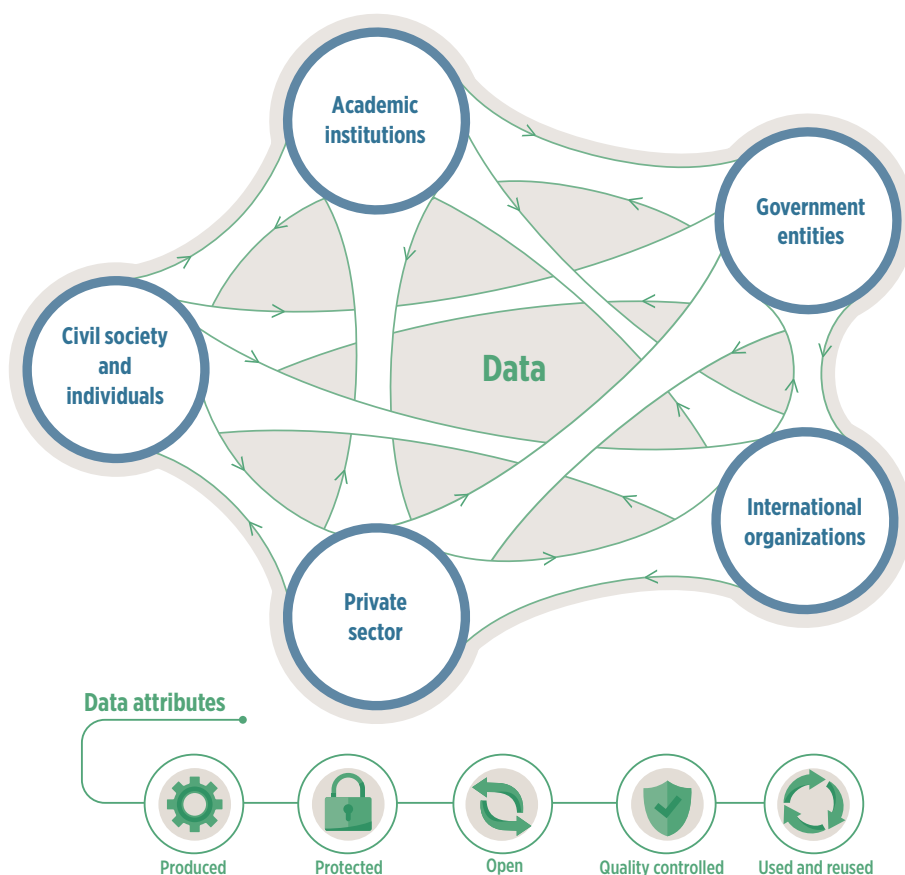 Academic
institutions
Government
entities
Civil society
and
individuals
Data
International
organizations
Private
sector
Data attributes
Produced
Protected
Open
Quality controlled
Used and reused